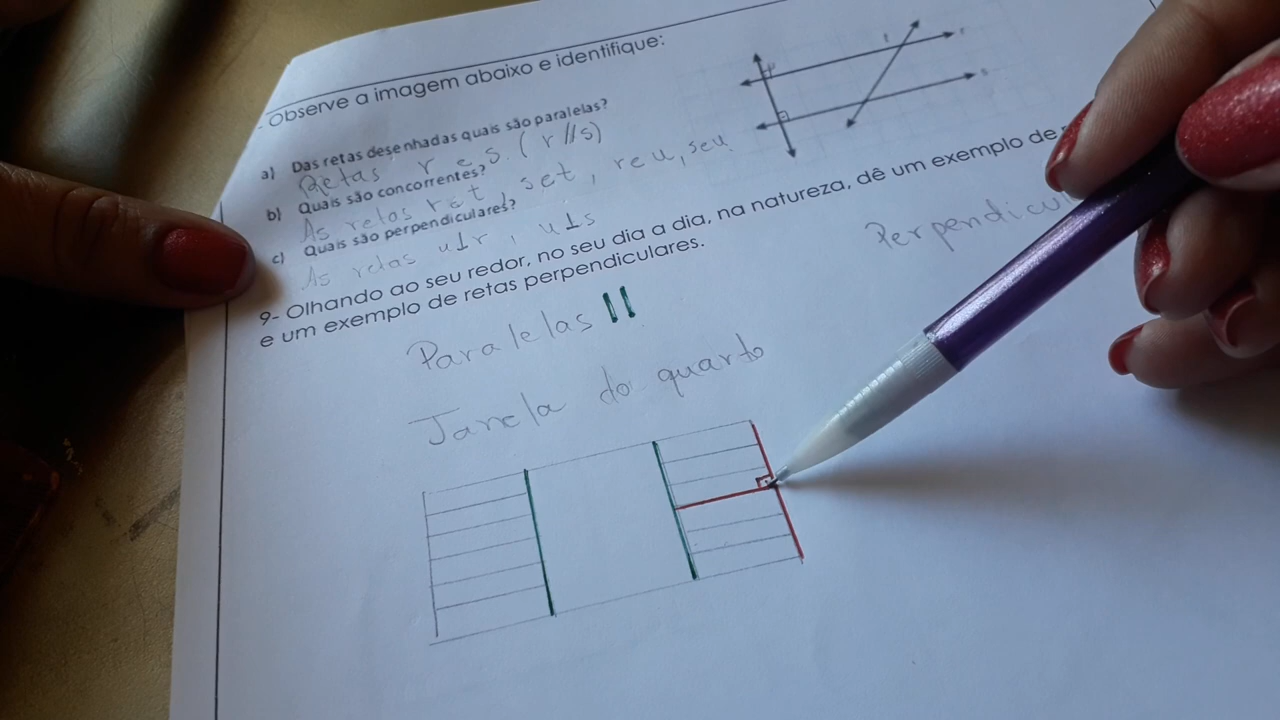 - Observe a imagem abaixo e identifique:
a) Das retas desenhadas quais são paralelas?
Retas r e s. (r//s)
b) Quais são concorrentes?
As retas r e t, s e t, r e u, s e u.
c) Quais são perpendiculares?
As retas u⊥r, u⊥s
9- Olhando ao seu redor, no seu dia a dia, na natureza, dê um exemplo de
e um exemplo de retas perpendiculares.
Paralelas
Janela do quarto